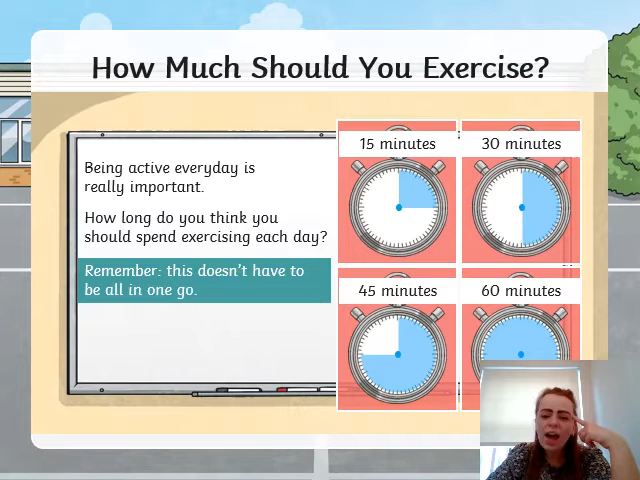 How Much Should You Exercise?
Being active everyday is
really important.
How long do you think you
should spend exercising each day?
Remember: this doesn't have to
be all in one go.
15 minutes
30 minutes
45 minutes
60 minutes